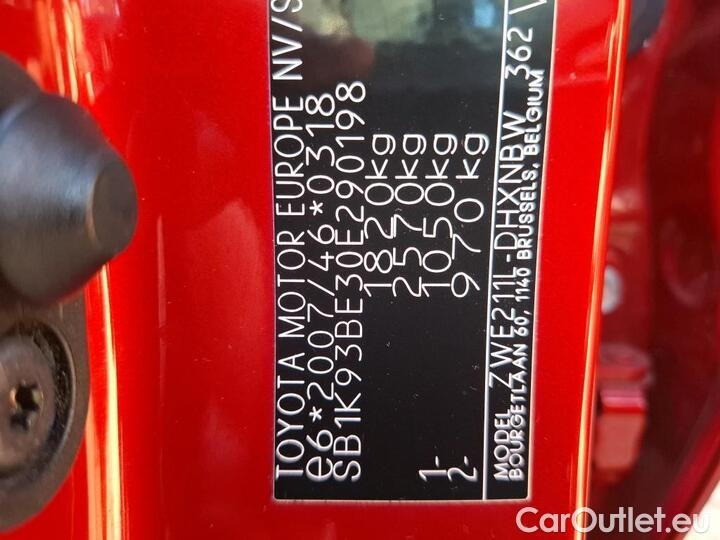 TOYOTA MOTOR EUROPE NV/S
e6*2007/46*0318
SB1K93BE30E290198
1820kg
2570kg
1- 1050kg
2- 970 kg
MODEL ZWE211L-DHXNBW 362
BOURGETLAAN 60, 1140 BRUSSELS, BELGIUM
CarOutlet.eu